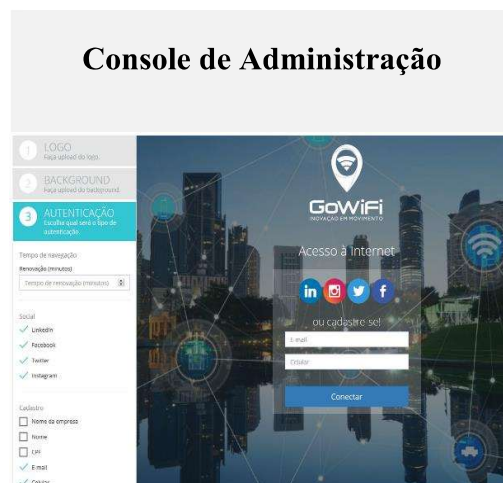 Console de Administração
1
LOGO
Faça upload do logo.
2
BACKGROUND
Faça upload do background.
3
AUTENTICAÇÃO
Escolha qual será o tipo de
autenticação.
Tempo de navegação
Renovação (minutos)
Tempo de renovação (minutos)
Social
Linkedin
Facebook
Twitter
Instagram
Cadastro
Nome da empresa
Nome
CPF
E-mail
Celular
GoWiFi
INOVAÇÃO EM MOVIMENTO
Acesso à Internet
in
f
ou cadastre-se!
E-mail
Celular
Conectar